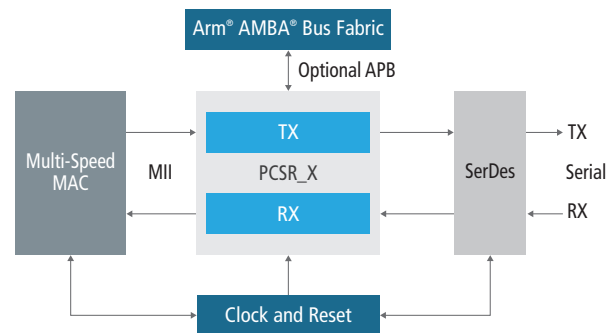 Arm® AMBA® Bus Fabric
Optional APB
TX
TX
Multi-Speed
MAC
MII
PCSR_X
SerDes
Serial
RX
RX
Clock and Reset